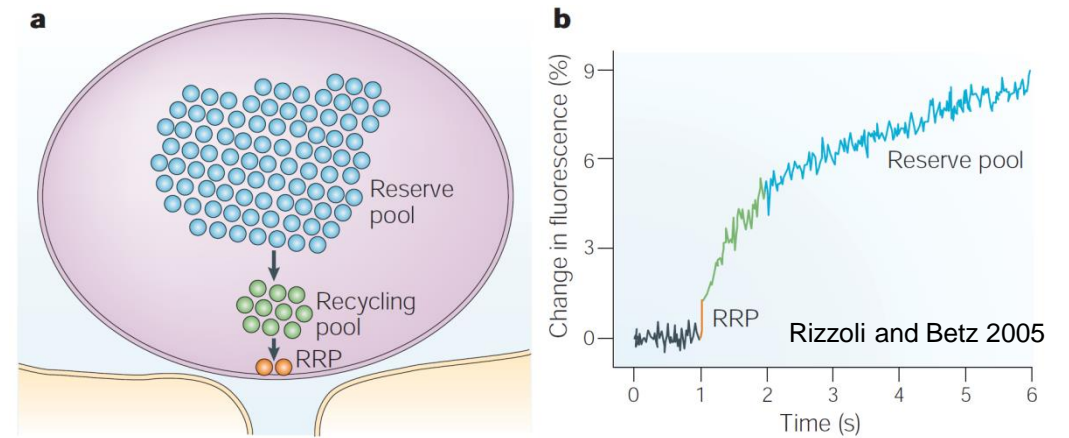 a
Reserve
pool
Recycling
pool
RRP
b
Change in fluorescence (%)
9
6
3
0
Reserve pool
RRP
Rizzoli and Betz 2005
0 1 2 3 4 5 6
Time (s)